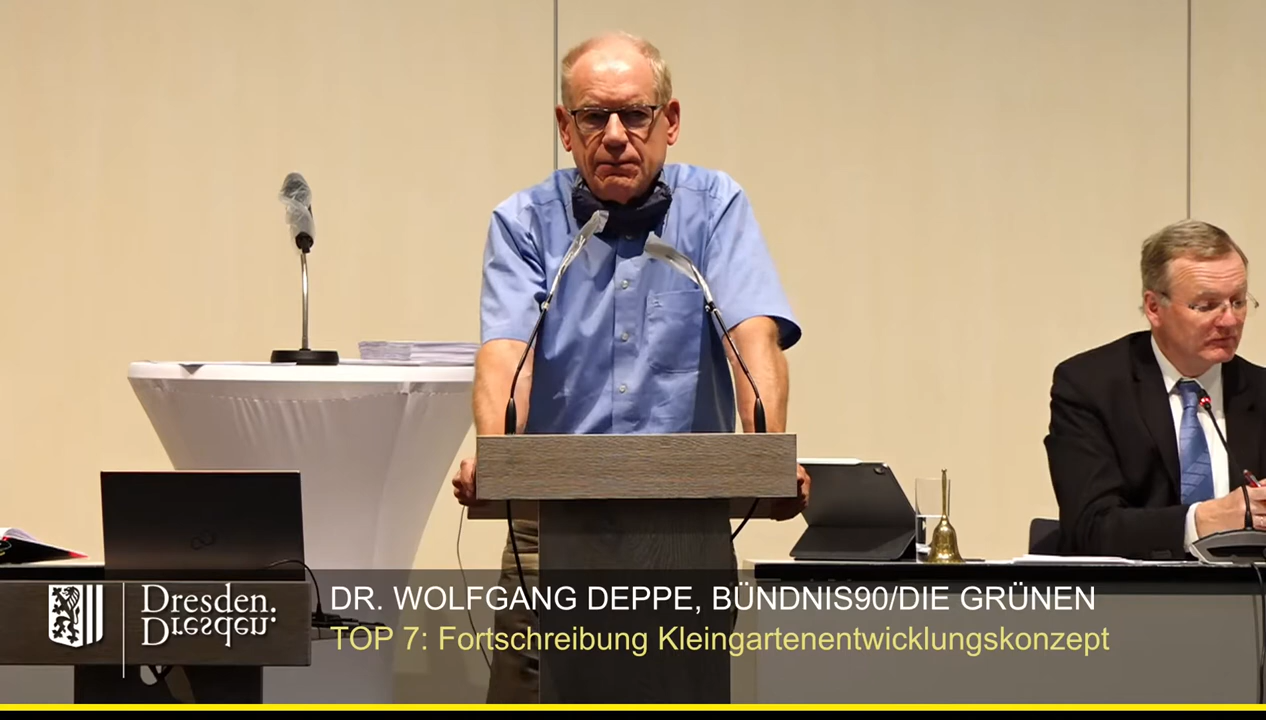 DR. WOLFGANG DEPPE, BÜNDNIS90/DIE GRÜNEN
TOP 7: Fortschreibung Kleingartenentwicklungskonzept
Dresden.
Dresden.